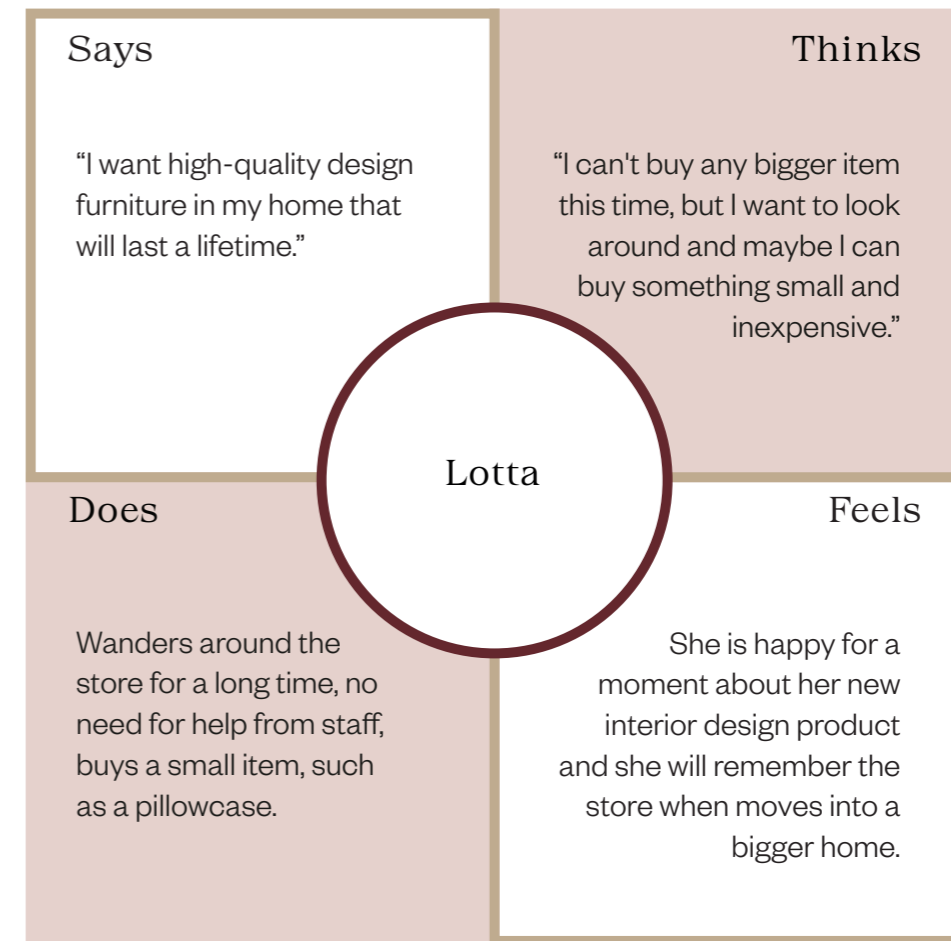 Says
“I want high-quality design
furniture in my home that
will last a lifetime.”
Thinks
“I can't buy any bigger item
this time, but I want to look
around and maybe I can
buy something small and
inexpensive.”
Lotta
Does
Wanders around the
store for a long time, no
need for help from staff,
buys a small item, such
as a pillowcase.
Feels
She is happy for a
moment about her new
interior design product
and she will remember the
store when moves into a
bigger home.